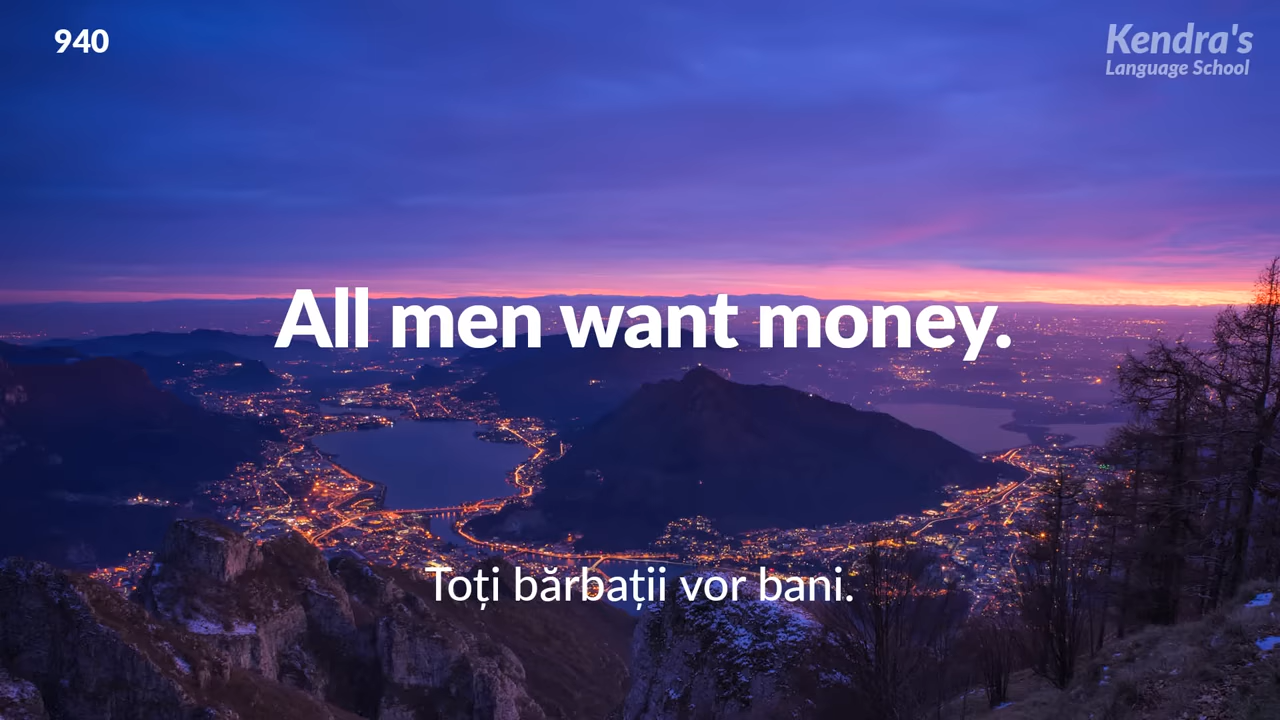 940
Kendra's
Language School
All men want money.
Toți bărbații vor bani.